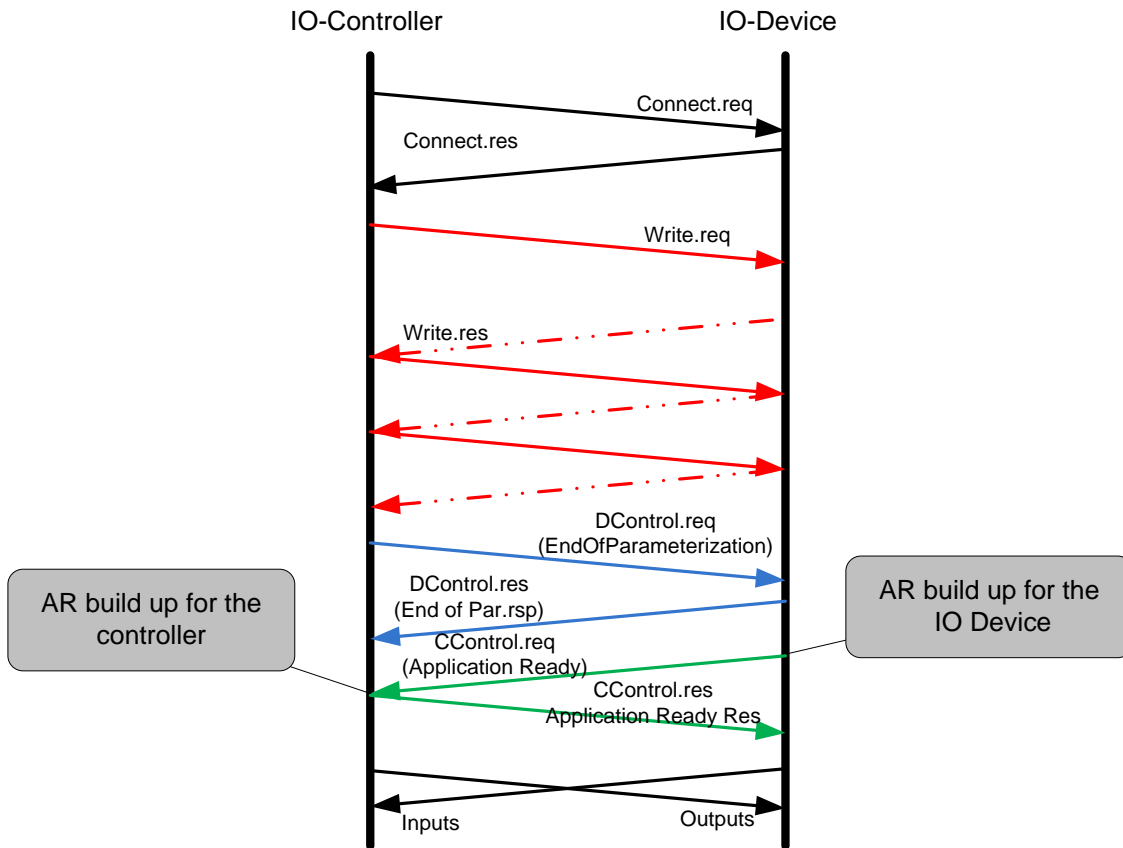 IO-Controller
IO-Device
Connect.req
Connect.res
Write.req
Write.res
DControl.req
(EndOfParameterization)
AR build up for the
controller
DControl.res
(End of Par.rsp)
AR build up for the
IO Device
CControl.req
(Application Ready)
CControl.res
Application Ready Res
Inputs
Outputs